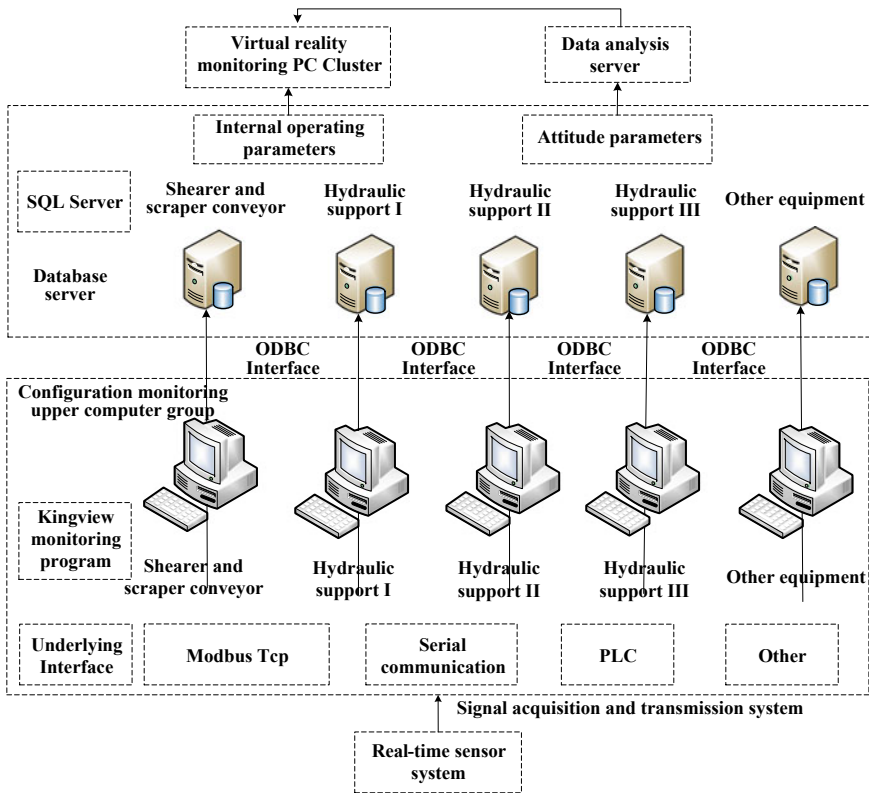 Virtual reality
monitoring PC Cluster
Data analysis
server
Internal operating
parameters
Attitude parameters
SQL Server
Shearer and
scraper conveyor
Hydraulic
support I
Hydraulic
support II
Hydraulic
support III
Other equipment
Database
server
ODBC
Interface
ODBC
Interface
ODBC
Interface
ODBC
Interface
Configuration monitoring
upper computer group
Kingview
monitoring
program
Shearer and
scraper conveyor
Hydraulic
support I
Hydraulic
support II
Hydraulic
support III
Other equipment
Underlying
Interface
Modbus Tcp
Serial
communication
PLC
Other
Signal acquisition and transmission system
Real-time sensor
system